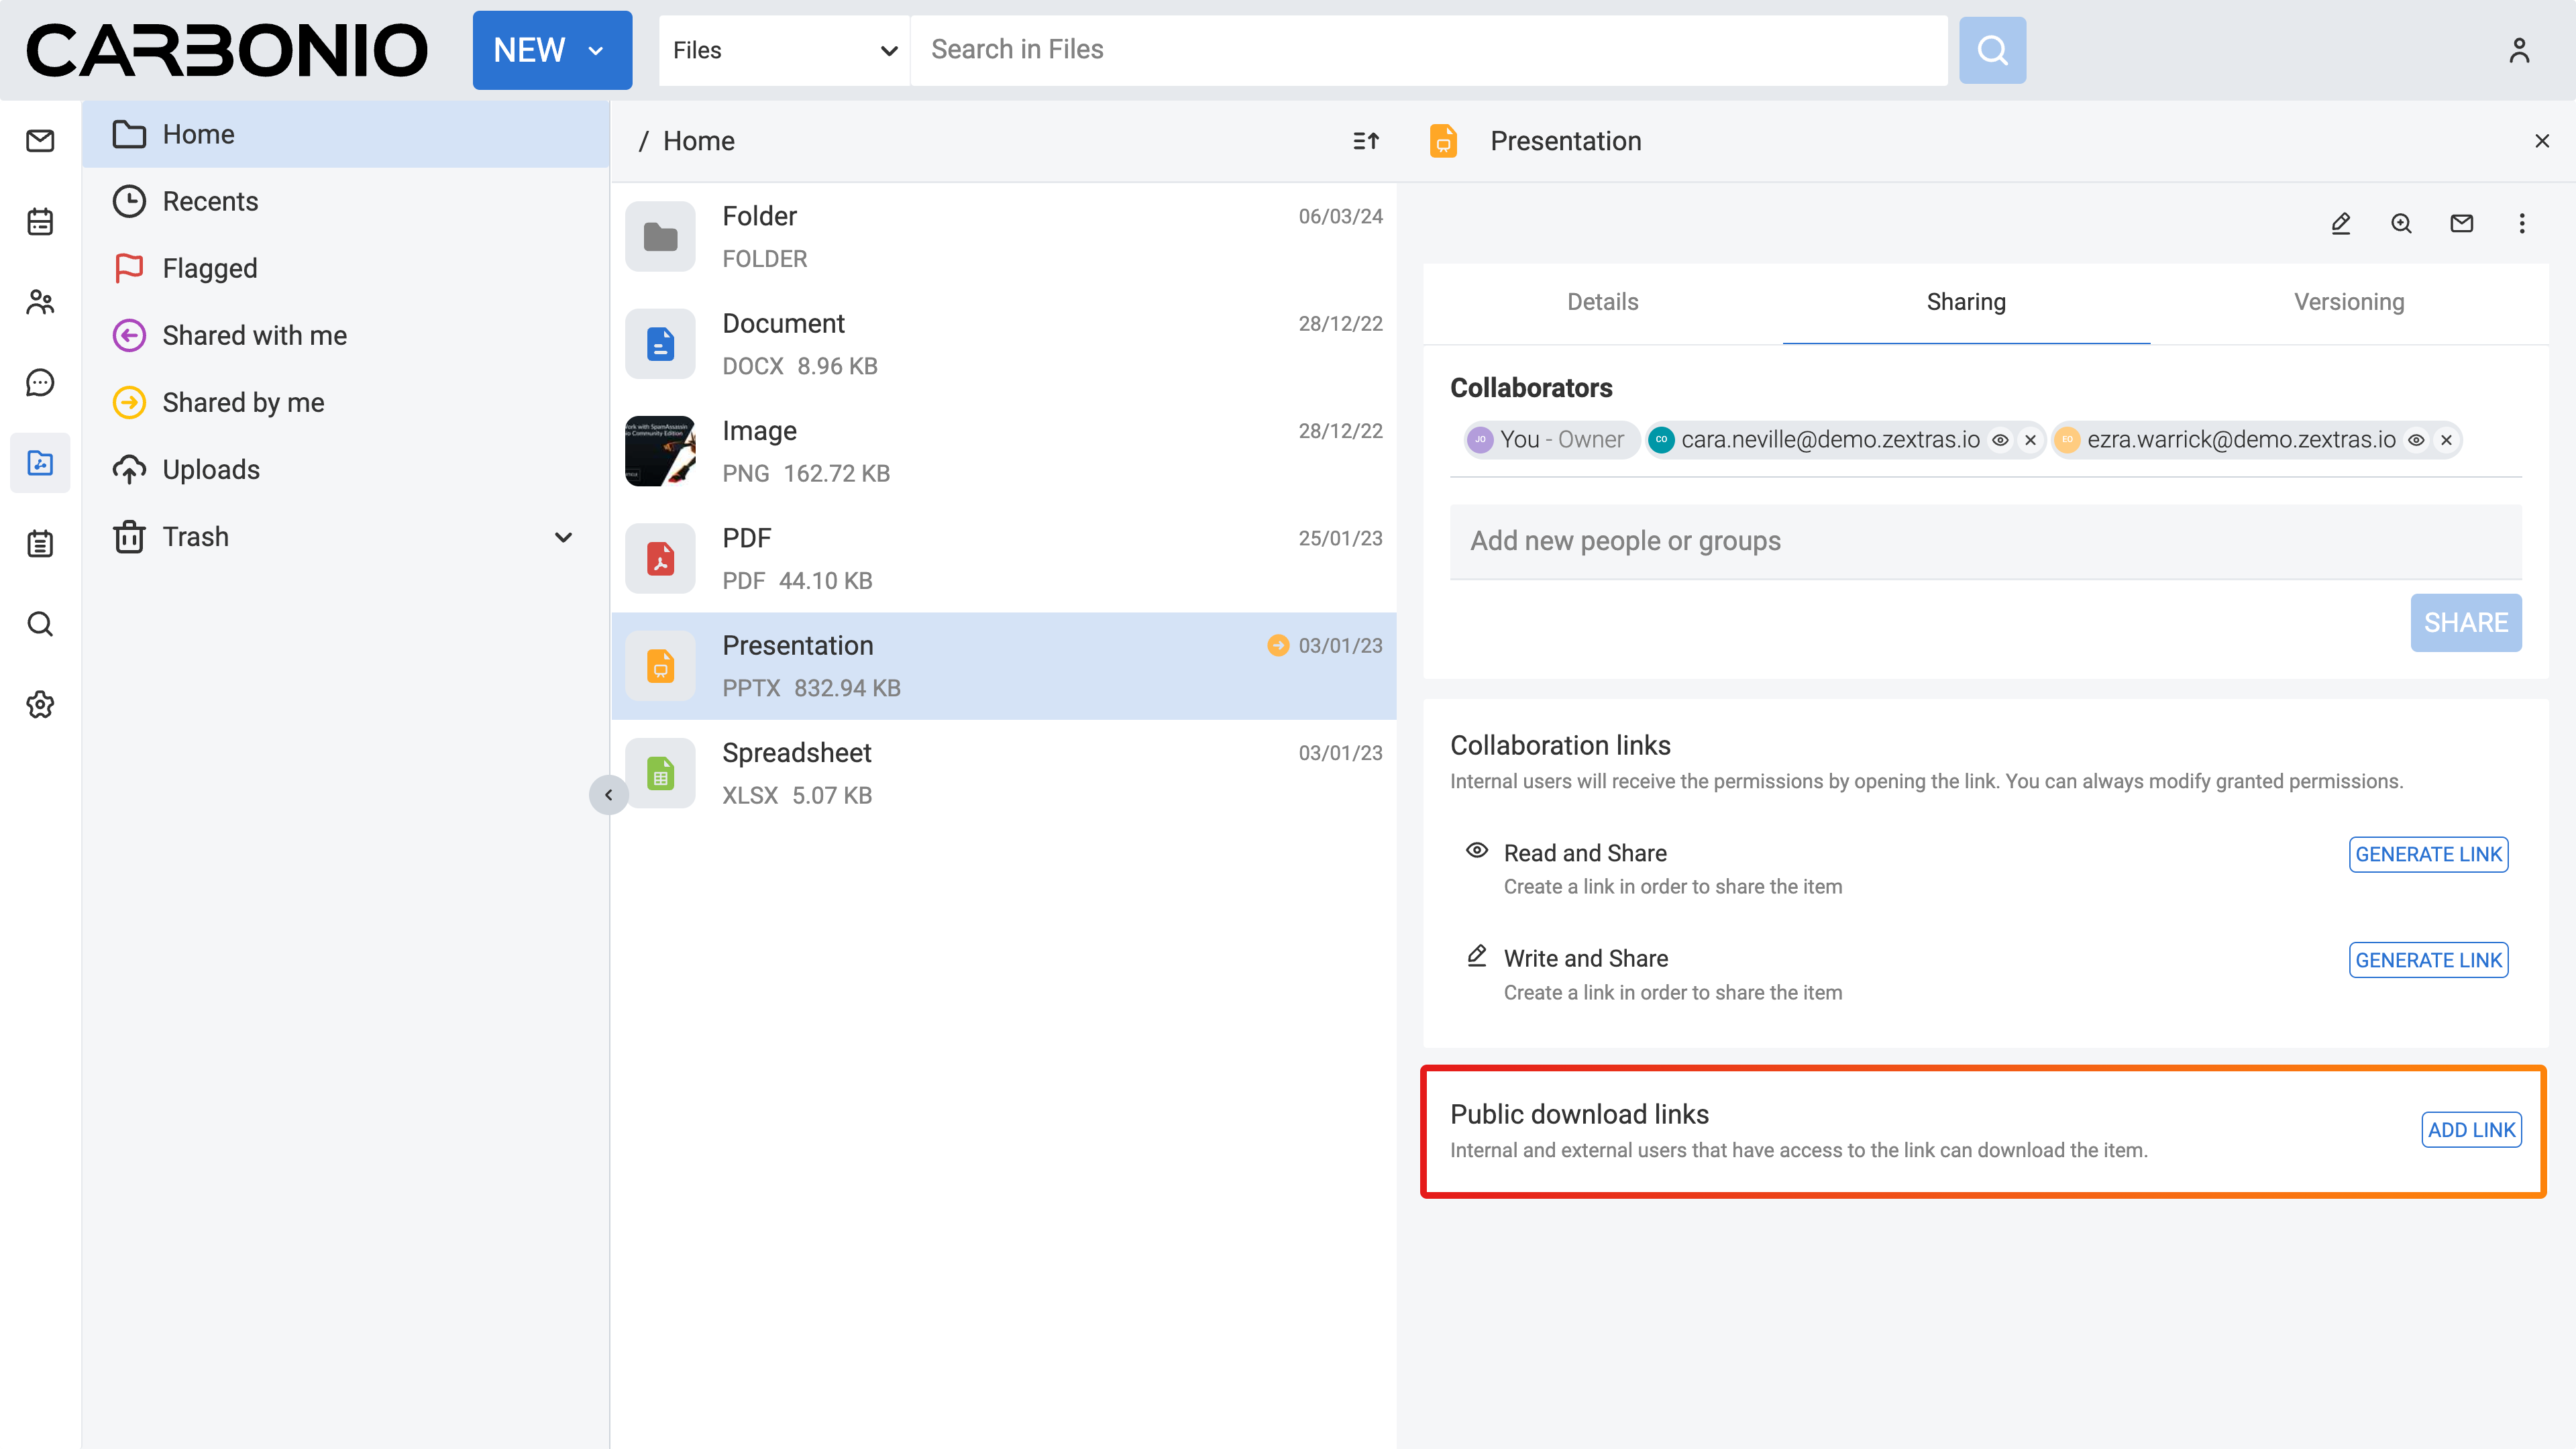 CARBONIO
NEW
Files
Search in Files
Home
Recents
Flagged
Shared with me
Shared by me
Uploads
Trash
/ Home
Folder 06/03/24
FOLDER
Document 28/12/22
DOCX 8.96 KB
Image 28/12/22
PNG 162.72 KB
PDF 25/01/23
PDF 44.10 KB
Presentation 03/01/23
PPTX 832.94 KB
Spreadsheet 03/01/23
XLSX 5.07 KB
Presentation
Details Sharing Versioning
Collaborators
JO You - Owner CO cara.neville@demo.zextras.io EO ezra.warrick@demo.zextras.io
Add new people or groups
SHARE
Collaboration links
Internal users will receive the permissions by opening the link. You can always modify granted permissions.
Read and Share GENERATE LINK
Create a link in order to share the item
Write and Share GENERATE LINK
Create a link in order to share the item
Public download links
Internal and external users that have access to the link can download the item.
ADD LINK